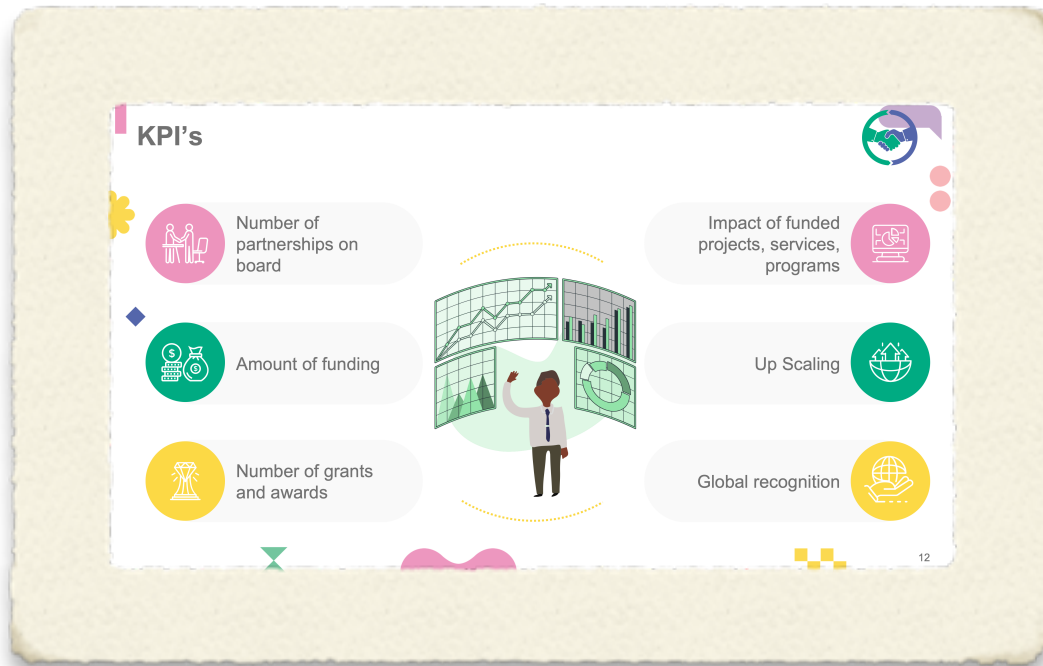 KPI's
Number of
partnerships on
board
Amount of funding
Number of grants
and awards
Impact of funded
projects, services,
programs
Up Scaling
Global recognition
12